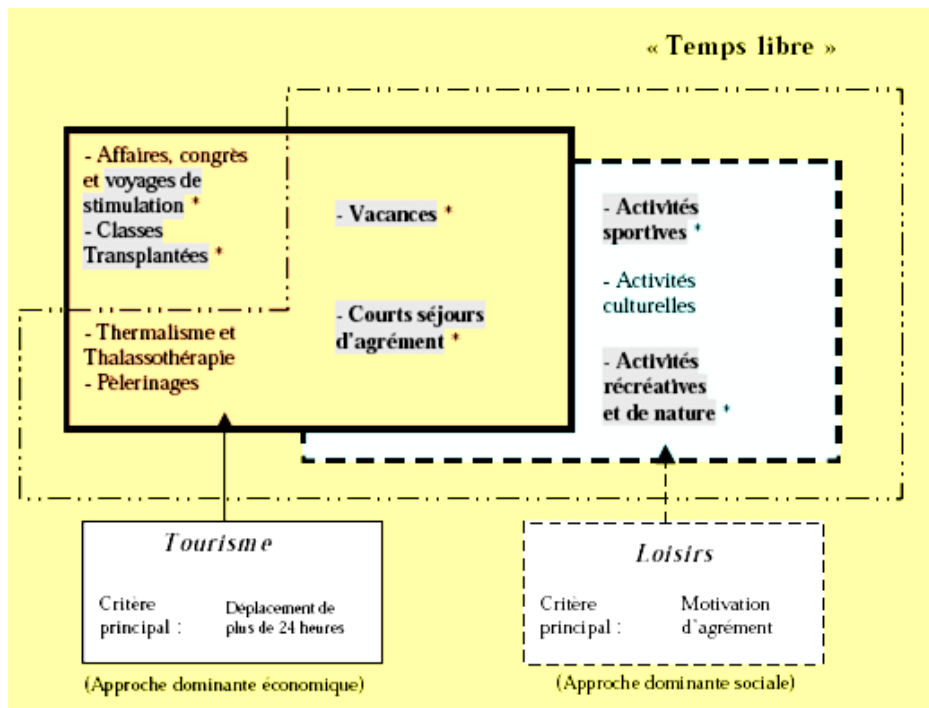 « Temps libre »
- Affaires, congrès
et voyages de
stimulation *
- Classes
Transplantées *
- Thermalisme et
Thalassothérapie
- Pèlerinages
- Vacances *
- Courts séjours
d'agrément *
- Activités
sportives *
- Activités
culturelles
- Activités
récréatives
et de nature *
Tourisme
Critère
principal :
Déplacement de
plus de 24 heures
(Approche dominante économique)
Loisirs
Critère
principal :
Motivation
d'agrément
(Approche dominante sociale)